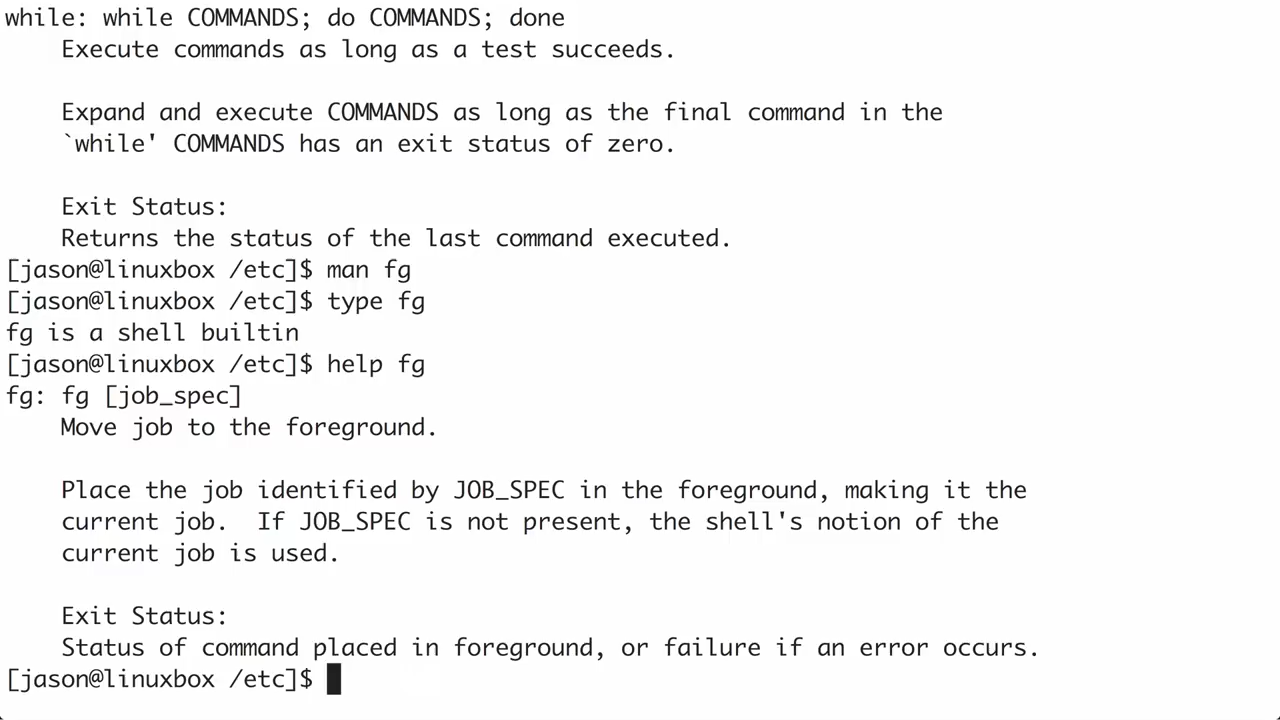 while: while COMMANDS; do COMMANDS; done
    Execute commands as long as a test succeeds.

    Expand and execute COMMANDS as long as the final command in the
    `while' COMMANDS has an exit status of zero.

    Exit Status:
    Returns the status of the last command executed.
[jason@linuxbox /etc]$ man fg
[jason@linuxbox /etc]$ type fg
fg is a shell builtin
[jason@linuxbox /etc]$ help fg
fg: fg [job_spec]
    Move job to the foreground.

    Place the job identified by JOB_SPEC in the foreground, making it the
    current job.  If JOB_SPEC is not present, the shell's notion of the
    current job is used.

    Exit Status:
    Status of command placed in foreground, or failure if an error occurs.
[jason@linuxbox /etc]$